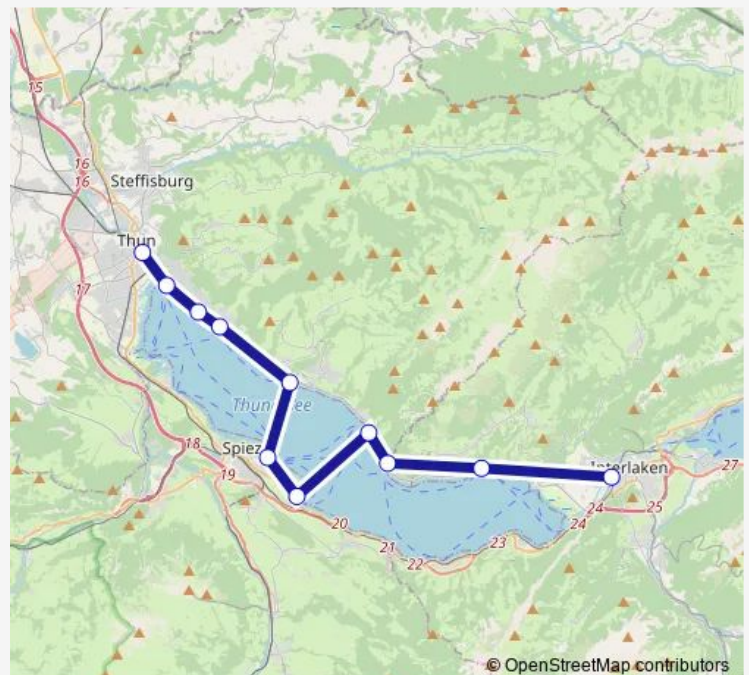 15
16
16
Steffisburg
Thun
17
Thunersee
18
Spiez
19
20
21
22
23
24
24
25
Interlaken
27
© OpenStreetMap contributors